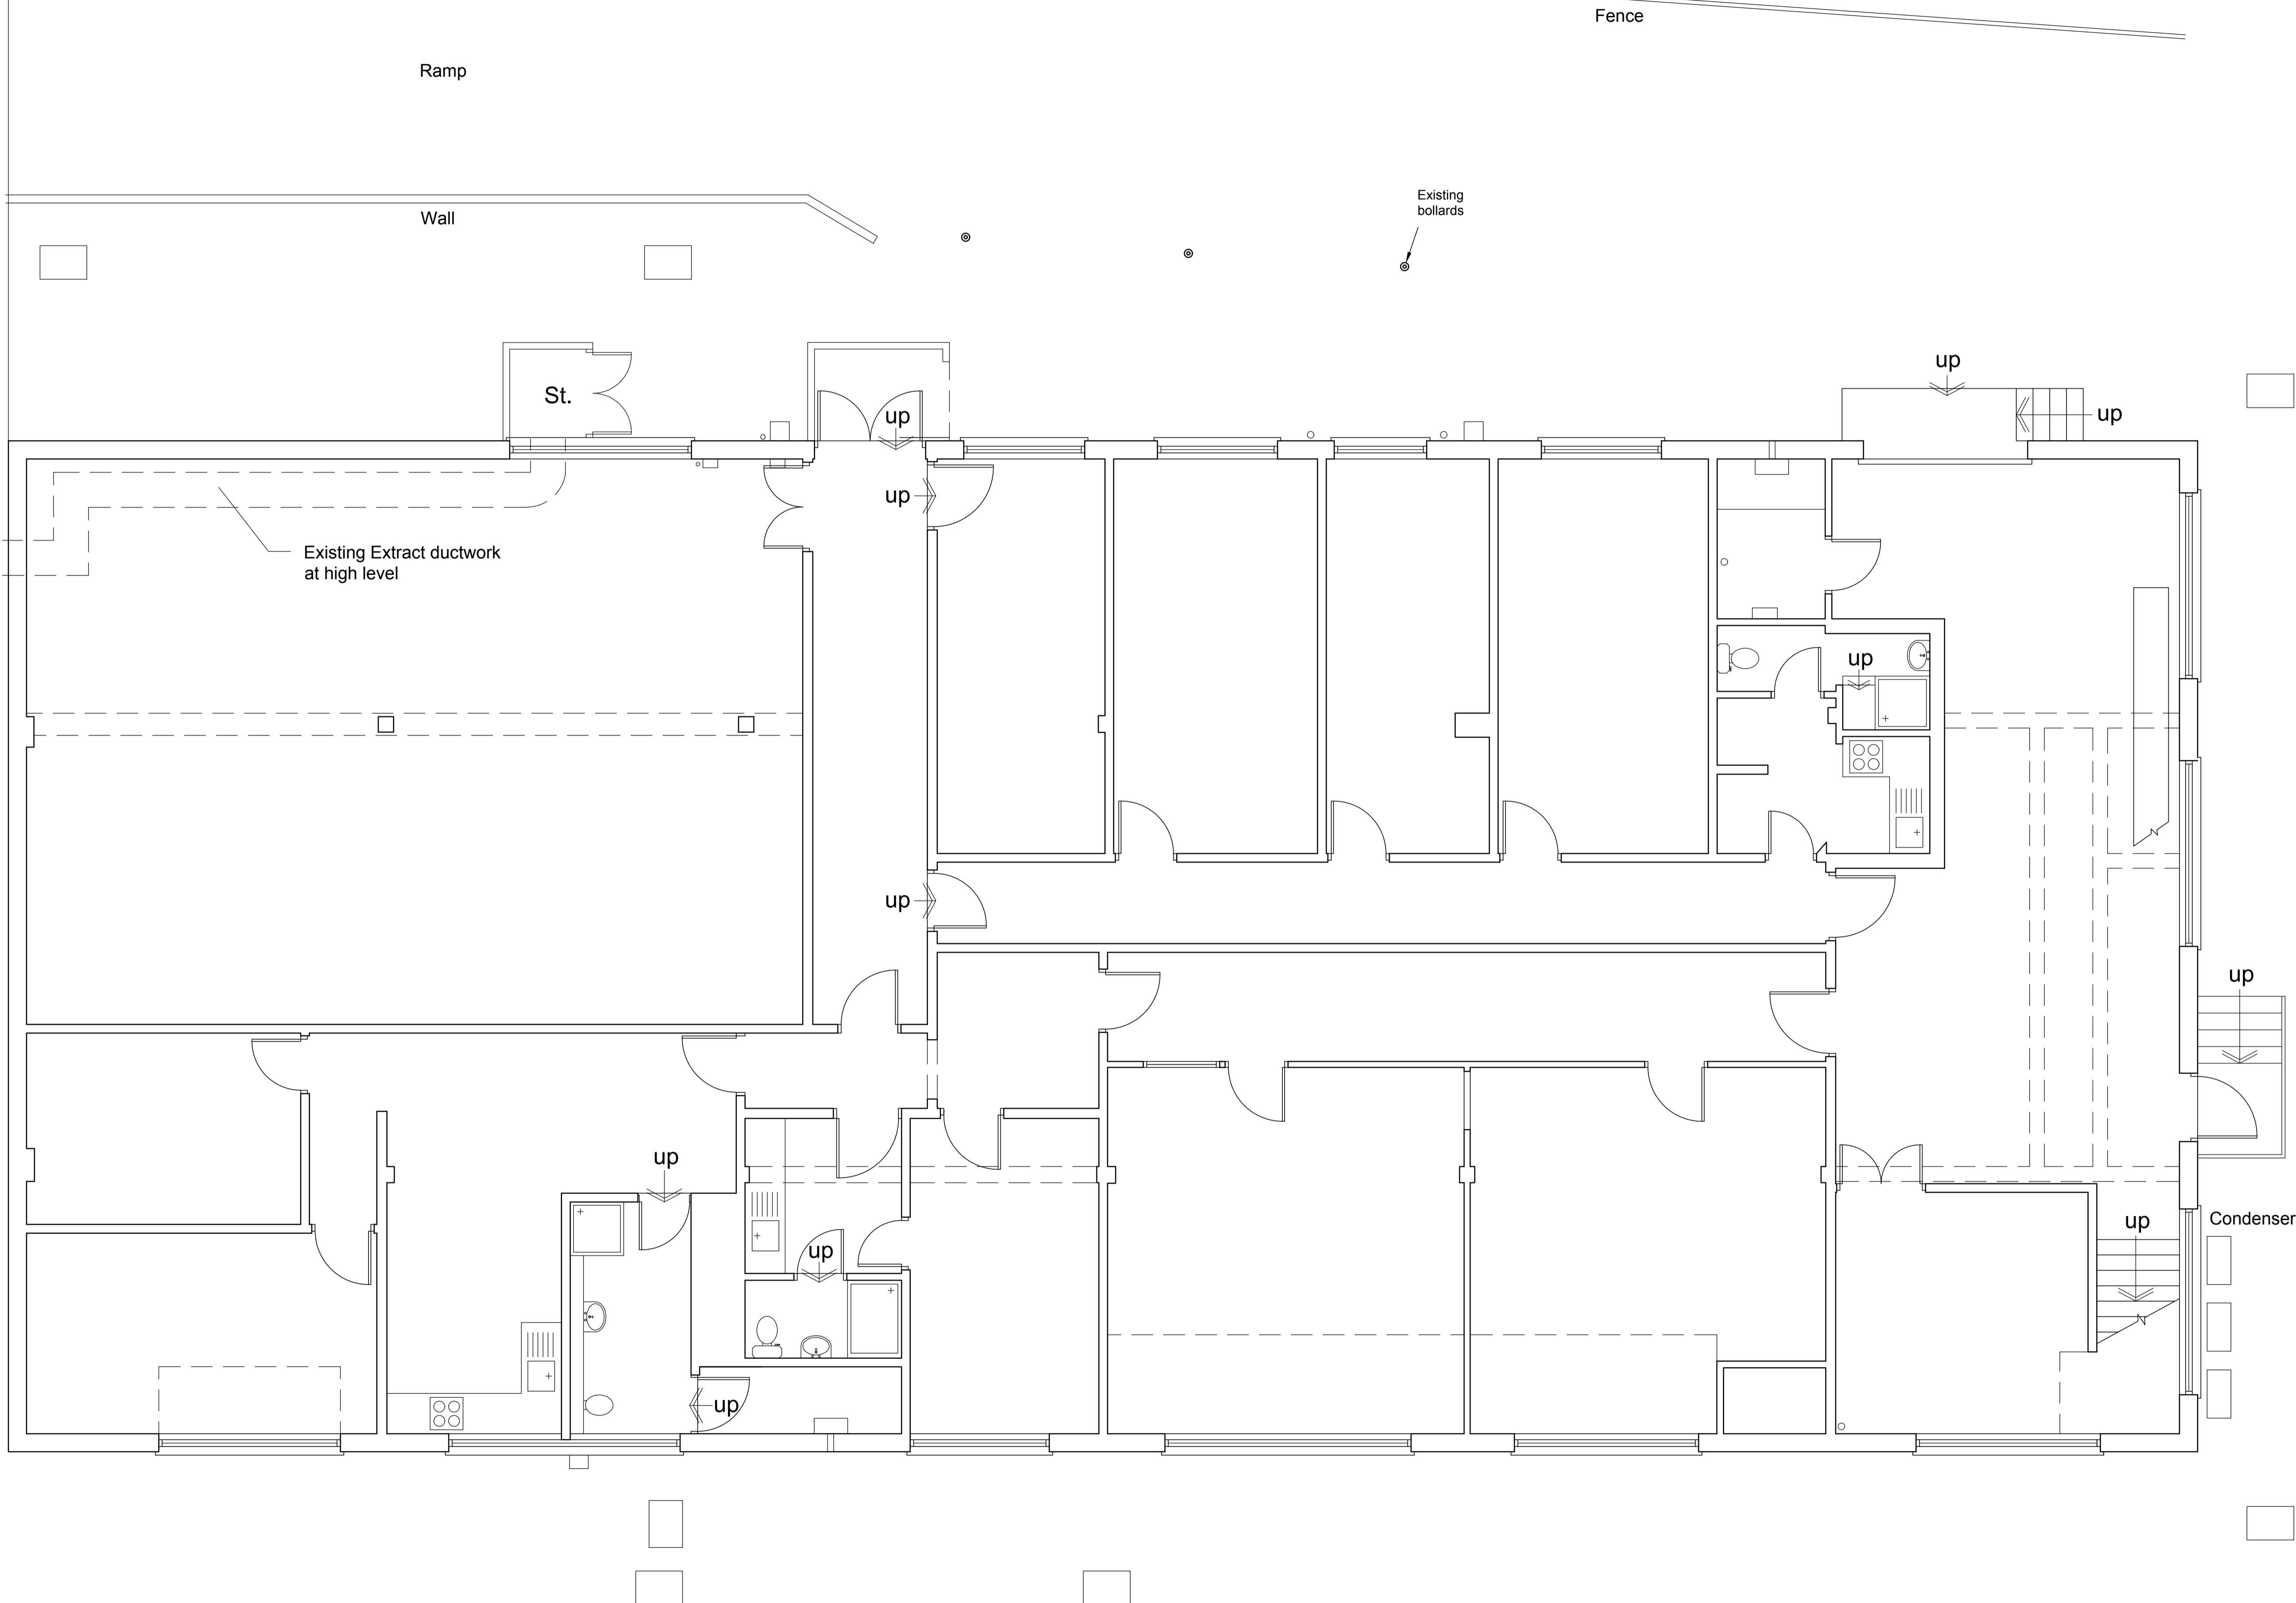 Fence
Ramp
Existing
bollards
Wall
up
St.
up
up
up
Existing Extract ductwork
at high level
up
up
up
up
up
Condenser
up
up
up